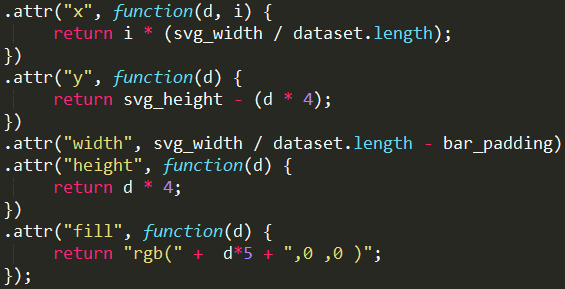 .attr("x", function(d, i) {
return i * (svg_width / dataset.length);
})
.attr("y", function(d) {
return svg_height - (d * 4);
})
.attr("width", svg_width / dataset.length - bar_padding)
.attr("height", function(d) {
return d * 4;
})
.attr("fill", function(d) {
return "rgb(" +  d*5 + ",0 ,0 )";
});